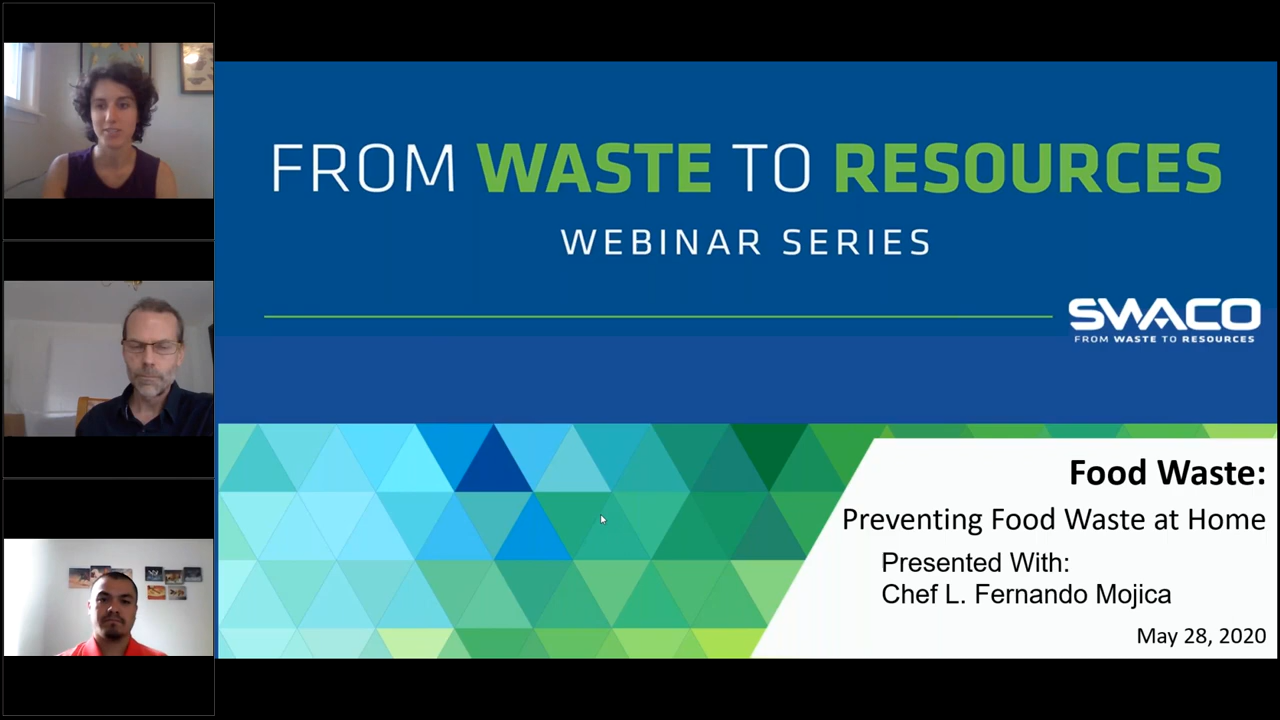 FROM WASTE TO RESOURCES
WEBINAR SERIES
SWACO
FROM WASTE TO RESOURCES
Food Waste:
Preventing Food Waste at Home
Presented With:
Chef L. Fernando Mojica
May 28, 2020